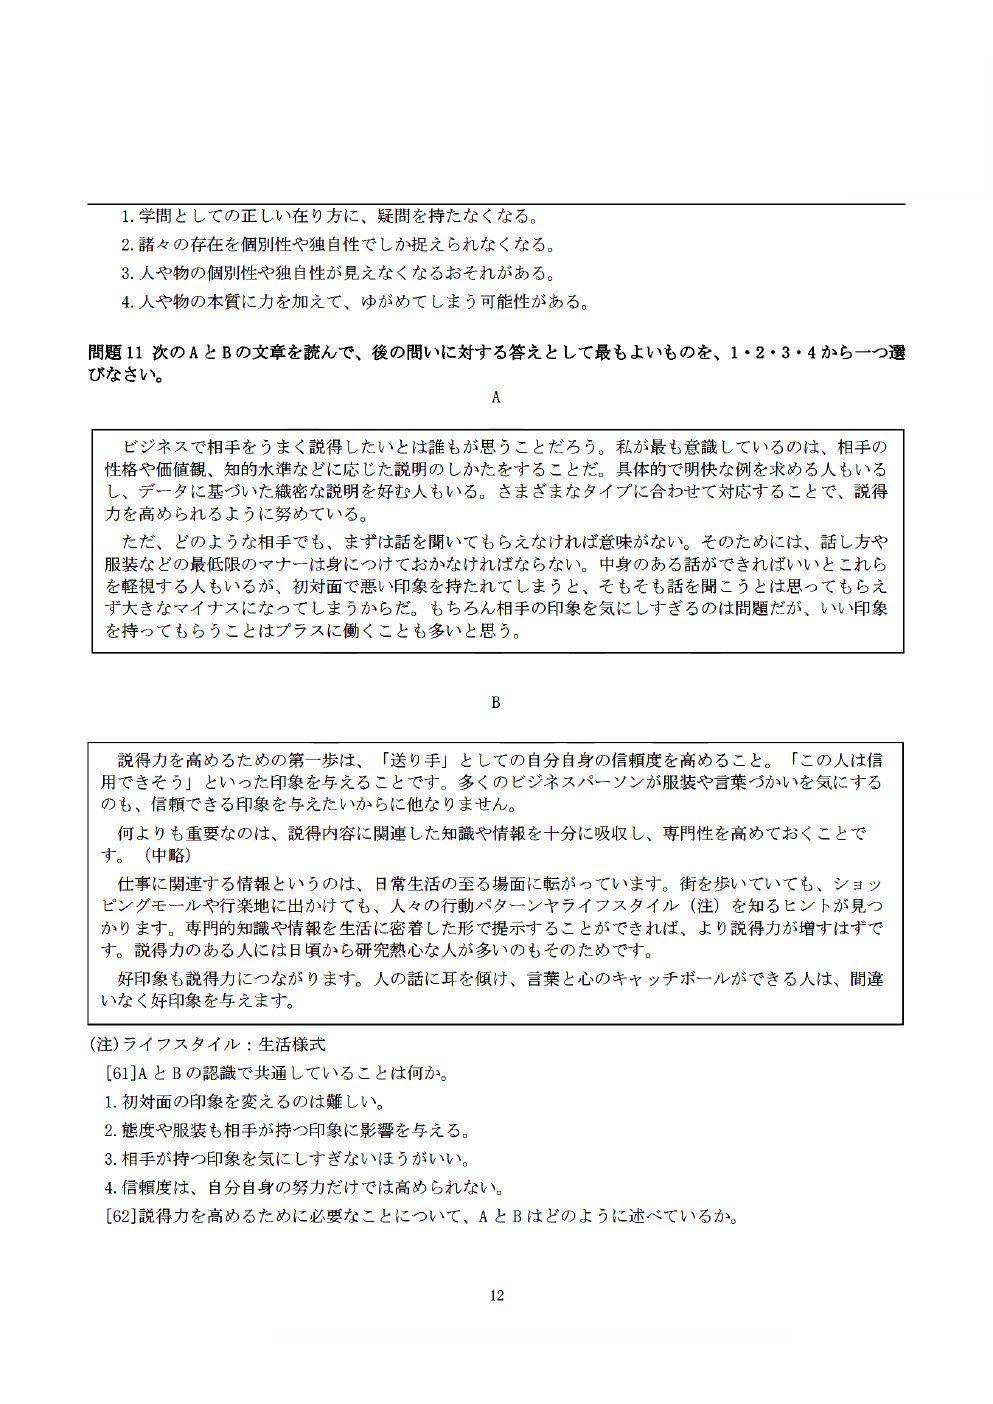 1.学問としての正しい在り方に、疑問を持たなくなる。
2.諸々の存在を個別性や独自性でしか捉えられなくなる。
3.人や物の個別性や独自性が見えなくなるおそれがある。
4.人や物の本質に力を加えて、ゆがめてしまう可能性がある。
問題11 次のAとBの文章を読んで、後の問いに対する答えとして最もよいものを、1・2・3・4から一つ選
びなさい。
A
ビジネスで相手をうまく説得したいとは誰もが思うことだろう。私が最も意識しているのは、相手の
性格や価値観、知的水準などに応じた説明のしかたをすることだ。具体的で明快な例を求める人もいる
し、データに基づいた緻密な説明を好む人もいる。さまざまなタイプに合わせて対応することで、説得
力を高められるように努めている。
ただ、どのような相手でも、まずは話を聞いてもらえなければ意味がない。そのためには、話し方や
服装などの最低限のマナーは身につけておかなければならない。中身のある話ができればいいとこれら
を軽視する人もいるが、初対面で悪い印象を持たれてしまうと、そもそも話を聞こうとは思ってもらえ
ず大きなマイナスになってしまうからだ。もちろん相手の印象を気にしすぎるのは問題だが、いい印象
を持ってもらうことはプラスに働くことも多いと思う。
B
説得力を高めるための第一歩は、「送り手」としての自分自身の信頼度を高めること。「この人は信
用できそう」といった印象を与えることです。多くのビジネスパーソンが服装や言葉づかいを気にする
のも、信頼できる印象を与えたいからに他なりません。
何よりも重要なのは、説得内容に関連した知識や情報を十分に吸収し、専門性を高めておくことで
す。（中略）
仕事に関連する情報というのは、日常生活の至る場面に転がっています。街を歩いていても、ショッ
ピングモールや行楽地に出かけても、人々の行動パターンヤライフスタイル（注）を知るヒントが見つ
かります。専門的知識や情報を生活に密着した形で提示することができれば、より説得力が増すはずで
す。説得力のある人には日頃から研究熱心な人が多いのもそのためです。
好印象も説得力につながります。人の話に耳を傾け、言葉と心のキャッチボールができる人は、間違
いなく好印象を与えます。
(注)ライフスタイル：生活様式
[61]AとBの認識で共通していることは何か。
1.初対面の印象を変えるのは難しい。
2.態度や服装も相手が持つ印象に影響を与える。
3.相手が持つ印象を気にしすぎないほうがいい。
4.信頼度は、自分自身の努力だけでは高められない。
[62]説得力を高めるために必要なことについて、AとBはどのように述べているか。
12